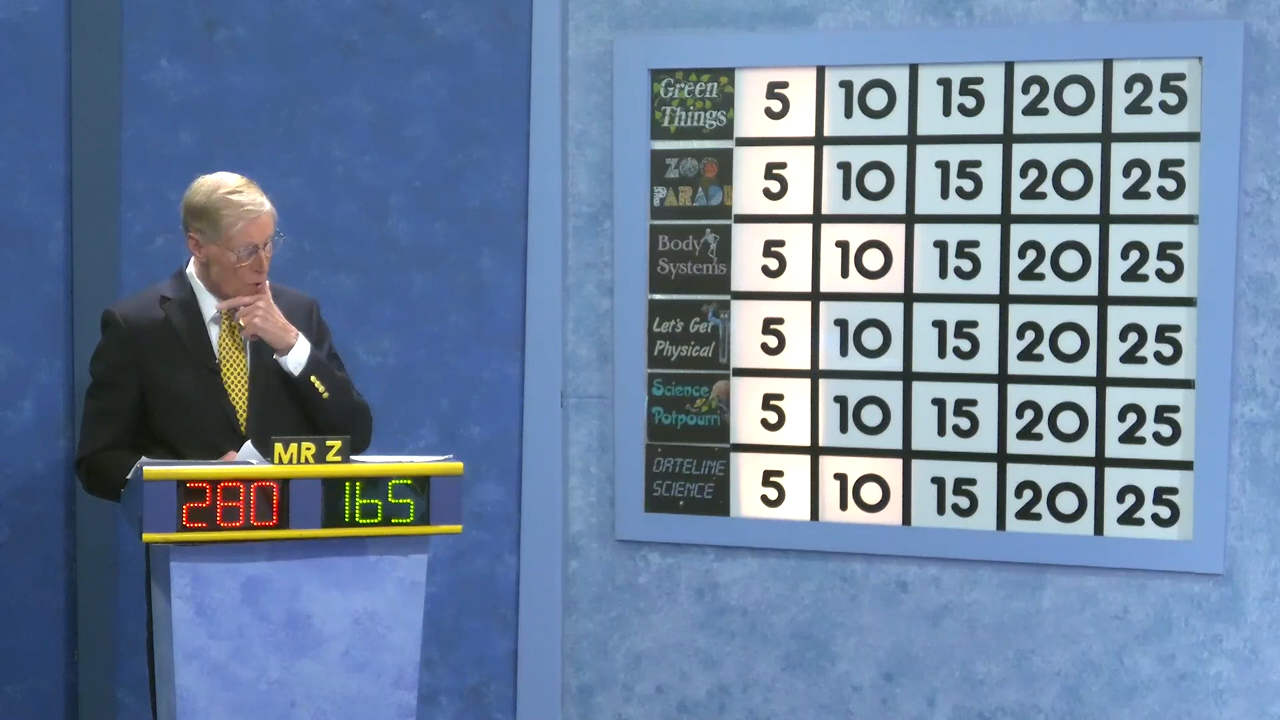 Green
Things
5 10 15 20 25
ZOO
PARADE
5 10 15 20 25
Body
Systems
5 10 15 20 25
Let's Get
Physical
5 10 15 20 25
Science
Potpourri
5 10 15 20 25
DATELINE
SCIENCE
5 10 15 20 25
MR Z
280 165